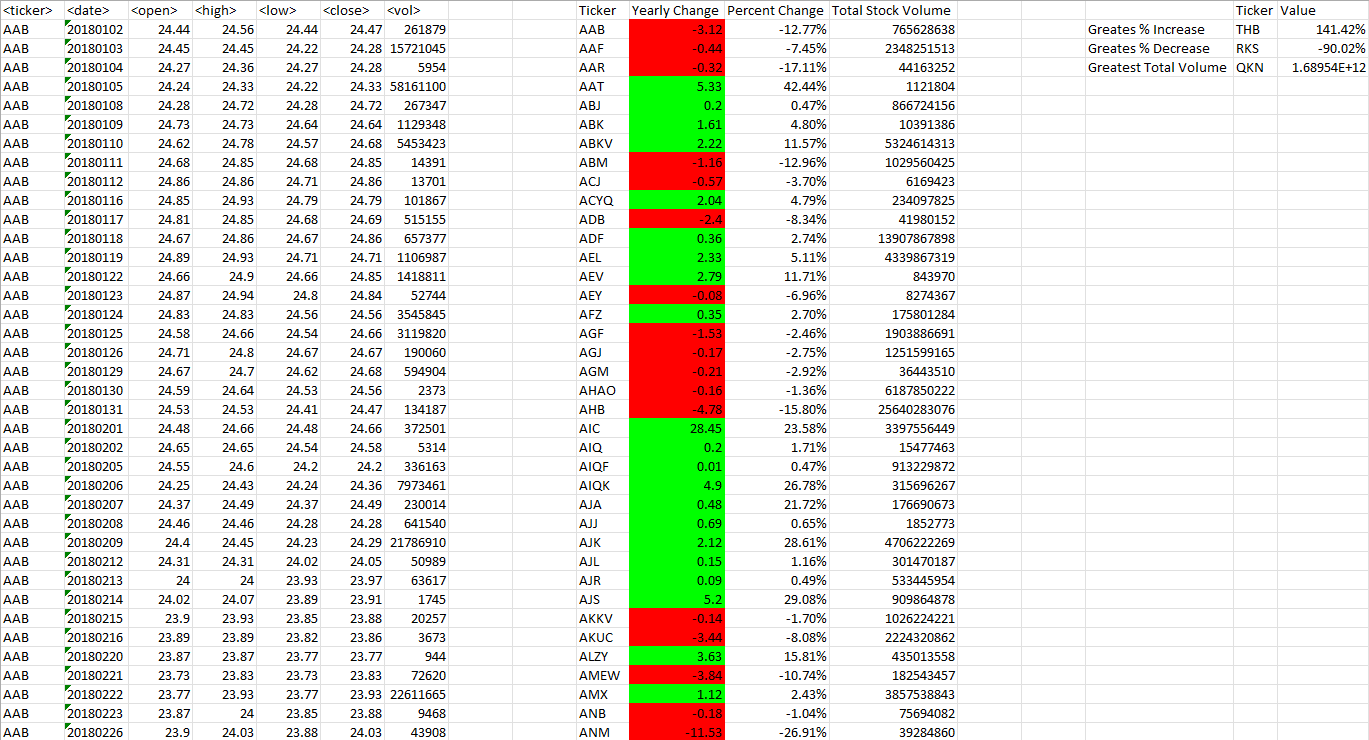 <ticker> <date> <open> <high> <low> <close> <vol> Ticker Yearly Change Percent Change Total Stock Volume Ticker Value
AAB 20180102 24.44 24.56 24.44 24.47 261879 AAB -3.12 -12.77% 765628638 Greates % Increase THB 141.42%
AAB 20180103 24.45 24.45 24.22 24.28 15721045 AAF -0.44 -7.45% 2348251513 Greates % Decrease RKS -90.02%
AAB 20180104 24.27 24.36 24.27 24.28 5954 AAR -0.32 -17.11% 44163252 Greatest Total Volume QKN 1.68954E+12
AAB 20180105 24.24 24.33 24.22 24.33 58161100 AAT 5.33 42.44% 1121804
AAB 20180108 24.28 24.72 24.28 24.72 267347 ABJ 0.2 0.47% 866724156
AAB 20180109 24.73 24.73 24.64 24.64 1129348 ABK 1.61 4.80% 10391386
AAB 20180110 24.62 24.78 24.57 24.68 5453423 ABKV 2.22 11.57% 5324614313
AAB 20180111 24.68 24.85 24.68 24.85 14391 ABM -1.16 -12.96% 1029560425
AAB 20180112 24.86 24.86 24.71 24.86 13701 ACJ -0.57 -3.70% 6169423
AAB 20180116 24.85 24.93 24.79 24.79 101867 ACYQ 2.04 4.79% 234097825
AAB 20180117 24.81 24.85 24.68 24.69 515155 ADB -2.4 -8.34% 41980152
AAB 20180118 24.67 24.86 24.67 24.86 657377 ADF 0.36 2.74% 13907867898
AAB 20180119 24.89 24.93 24.71 24.71 1106987 AEL 2.33 5.11% 4339867319
AAB 20180122 24.66 24.9 24.66 24.85 1418811 AEV 2.79 11.71% 843970
AAB 20180123 24.87 24.94 24.8 24.84 52744 AEY -0.08 -6.96% 8274367
AAB 20180124 24.83 24.83 24.56 24.56 3545845 AFZ 0.35 2.70% 175801284
AAB 20180125 24.58 24.66 24.54 24.66 3119820 AGF -1.53 -2.46% 1903886691
AAB 20180126 24.71 24.8 24.67 24.67 190060 AGJ -0.17 -2.75% 1251599165
AAB 20180129 24.67 24.7 24.62 24.68 594904 AGM -0.21 -2.92% 36443510
AAB 20180130 24.59 24.64 24.53 24.56 2373 AHAO -0.16 -1.36% 6187850222
AAB 20180131 24.53 24.53 24.41 24.47 134187 AHB -4.78 -15.80% 25640283076
AAB 20180201 24.48 24.66 24.48 24.66 372501 AIC 28.45 23.58% 3397556449
AAB 20180202 24.65 24.65 24.54 24.58 5314 AIQ 0.2 1.71% 15477463
AAB 20180205 24.55 24.6 24.2 24.2 336163 AIQF 0.01 0.47% 913229872
AAB 20180206 24.25 24.43 24.24 24.36 7973461 AIQK 4.9 26.78% 315696267
AAB 20180207 24.37 24.49 24.37 24.49 230014 AJA 0.48 21.72% 176690673
AAB 20180208 24.46 24.46 24.28 24.28 641540 AJJ 0.69 0.65% 1852773
AAB 20180209 24.4 24.45 24.23 24.29 21786910 AJK 2.12 28.61% 4706222269
AAB 20180212 24.31 24.31 24.02 24.05 50989 AJL 0.15 1.16% 301470187
AAB 20180213 24 24 23.93 23.97 63617 AJR 0.09 0.49% 533445954
AAB 20180214 24.02 24.07 23.89 23.91 1745 AJS 5.2 29.08% 909864878
AAB 20180215 23.9 23.93 23.85 23.88 20257 AKKV -0.14 -1.70% 1026224221
AAB 20180216 23.89 23.89 23.82 23.86 3673 AKUC -3.44 -8.08% 2224320862
AAB 20180220 23.87 23.87 23.77 23.77 944 ALZY 3.63 15.81% 435013558
AAB 20180221 23.73 23.83 23.73 23.83 72620 AMEW -3.84 -10.74% 182543457
AAB 20180222 23.77 23.93 23.77 23.93 22611665 AMX 1.12 2.43% 3857538843
AAB 20180223 23.87 24 23.85 23.88 9468 ANB -0.18 -1.04% 75694082
AAB 20180226 23.9 24.03 23.88 24.03 43908 ANM -11.53 -26.91% 39284860